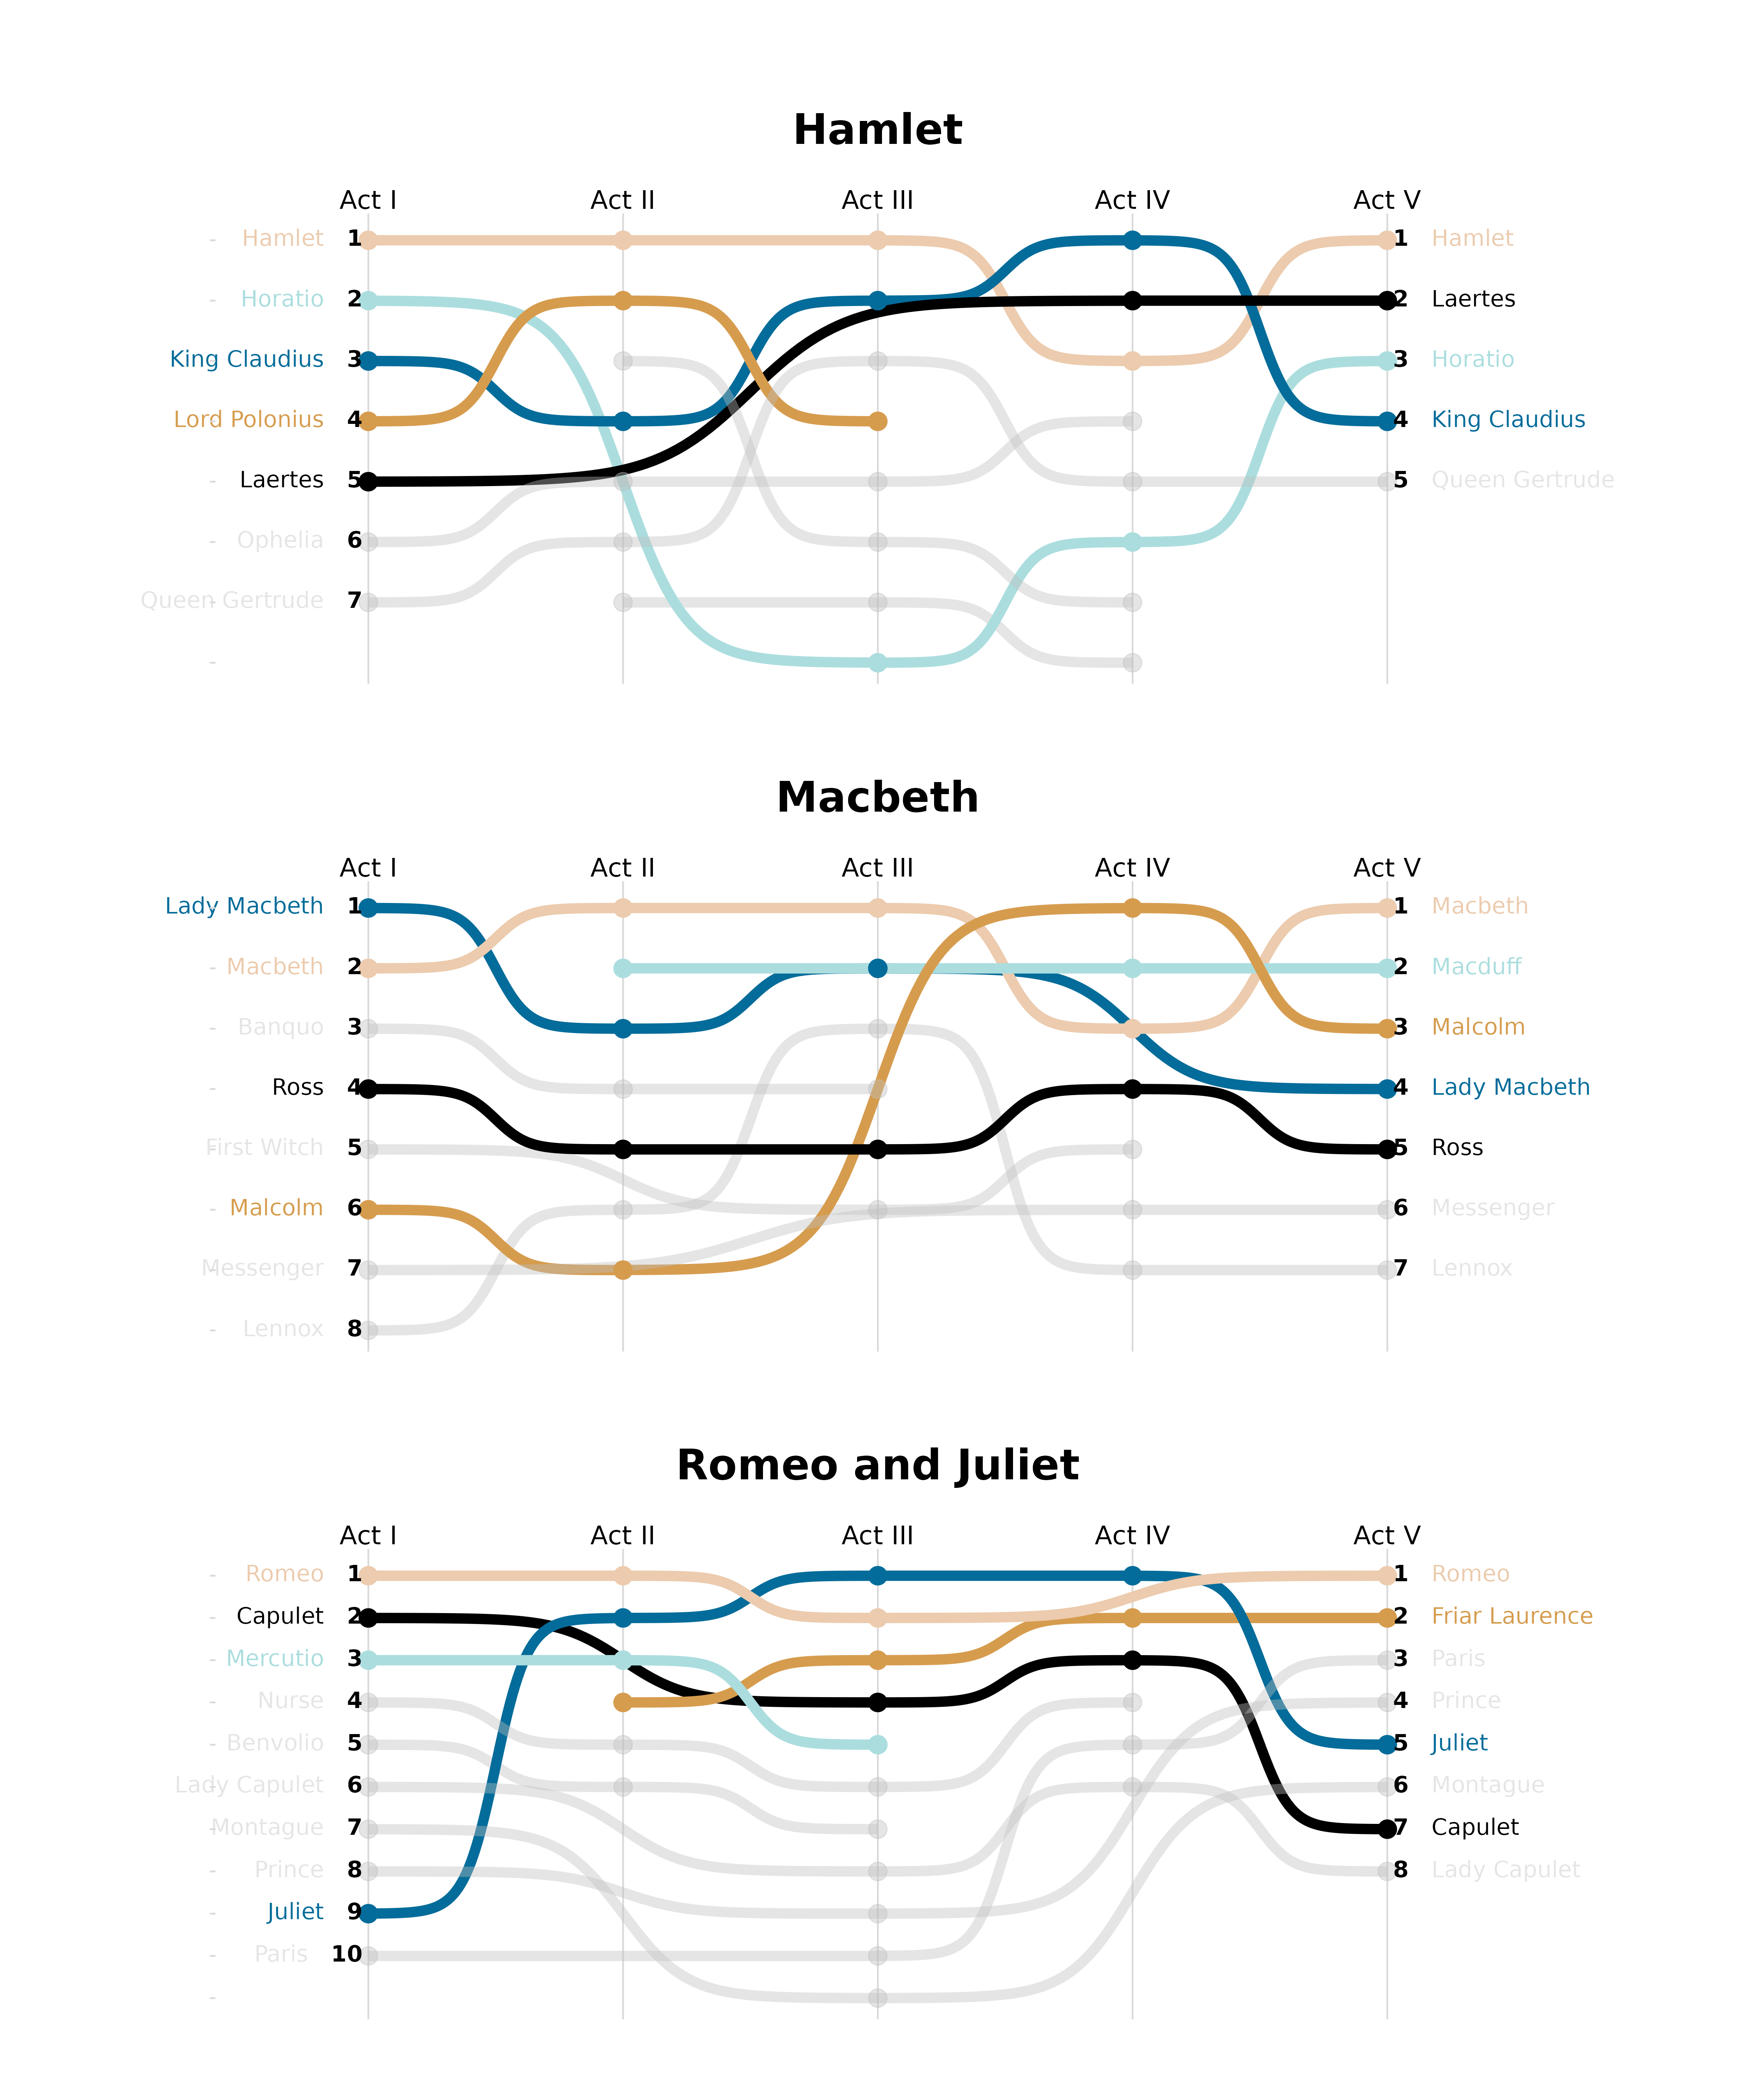 Hamlet
Act I Act II Act III Act IV Act V
- Hamlet 1 1 Hamlet
- Horatio 2 2 Laertes
King Claudius 3 3 Horatio
Lord Polonius 4 4 King Claudius
- Laertes 5 5 Queen Gertrude
- Ophelia 6
Queen Gertrude 7
-
Macbeth
Act I Act II Act III Act IV Act V
Lady Macbeth 1 1 Macbeth
- Macbeth 2 2 Macduff
- Banquo 3 3 Malcolm
- Ross 4 4 Lady Macbeth
First Witch 5 5 Ross
- Malcolm 6 6 Messenger
Messenger 7 7 Lennox
- Lennox 8
Romeo and Juliet
Act I Act II Act III Act IV Act V
- Romeo 1 1 Romeo
- Capulet 2 2 Friar Laurence
- Mercutio 3 3 Paris
- Nurse 4 4 Prince
- Benvolio 5 5 Juliet
Lady Capulet 6 6 Montague
Montague 7 7 Capulet
- Prince 8 8 Lady Capulet
- Juliet 9
- Paris 10
-